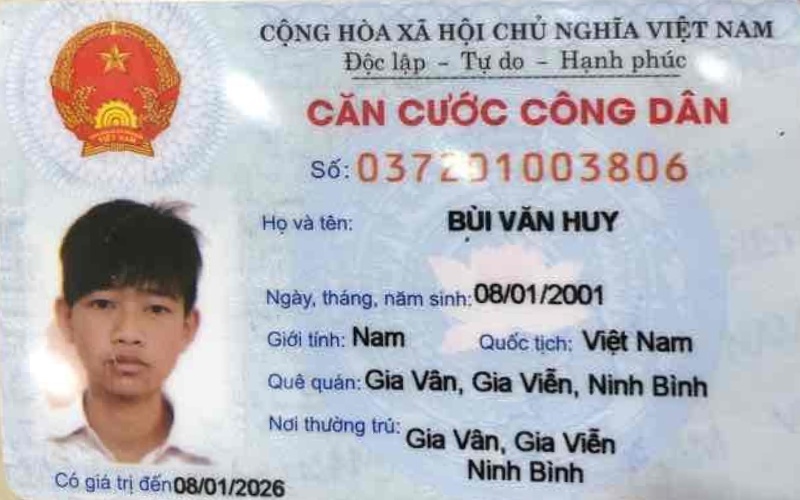 CỘNG HÒA XÃ HỘI CHỦ NGHĨA VIỆT NAM
Độc lập - Tự do - Hạnh phúc
CĂN CƯỚC CÔNG DÂN
Số: 037201003806
Họ và tên: BÙI VĂN HUY
Ngày, tháng, năm sinh: 08/01/2001
Giới tính: Nam Quốc tịch: Việt Nam
Quê quán: Gia Vân, Gia Viễn, Ninh Bình
Nơi thường trú: Gia Vân, Gia Viễn
Ninh Bình
Có giá trị đến 08/01/2026
VIỆT NAM